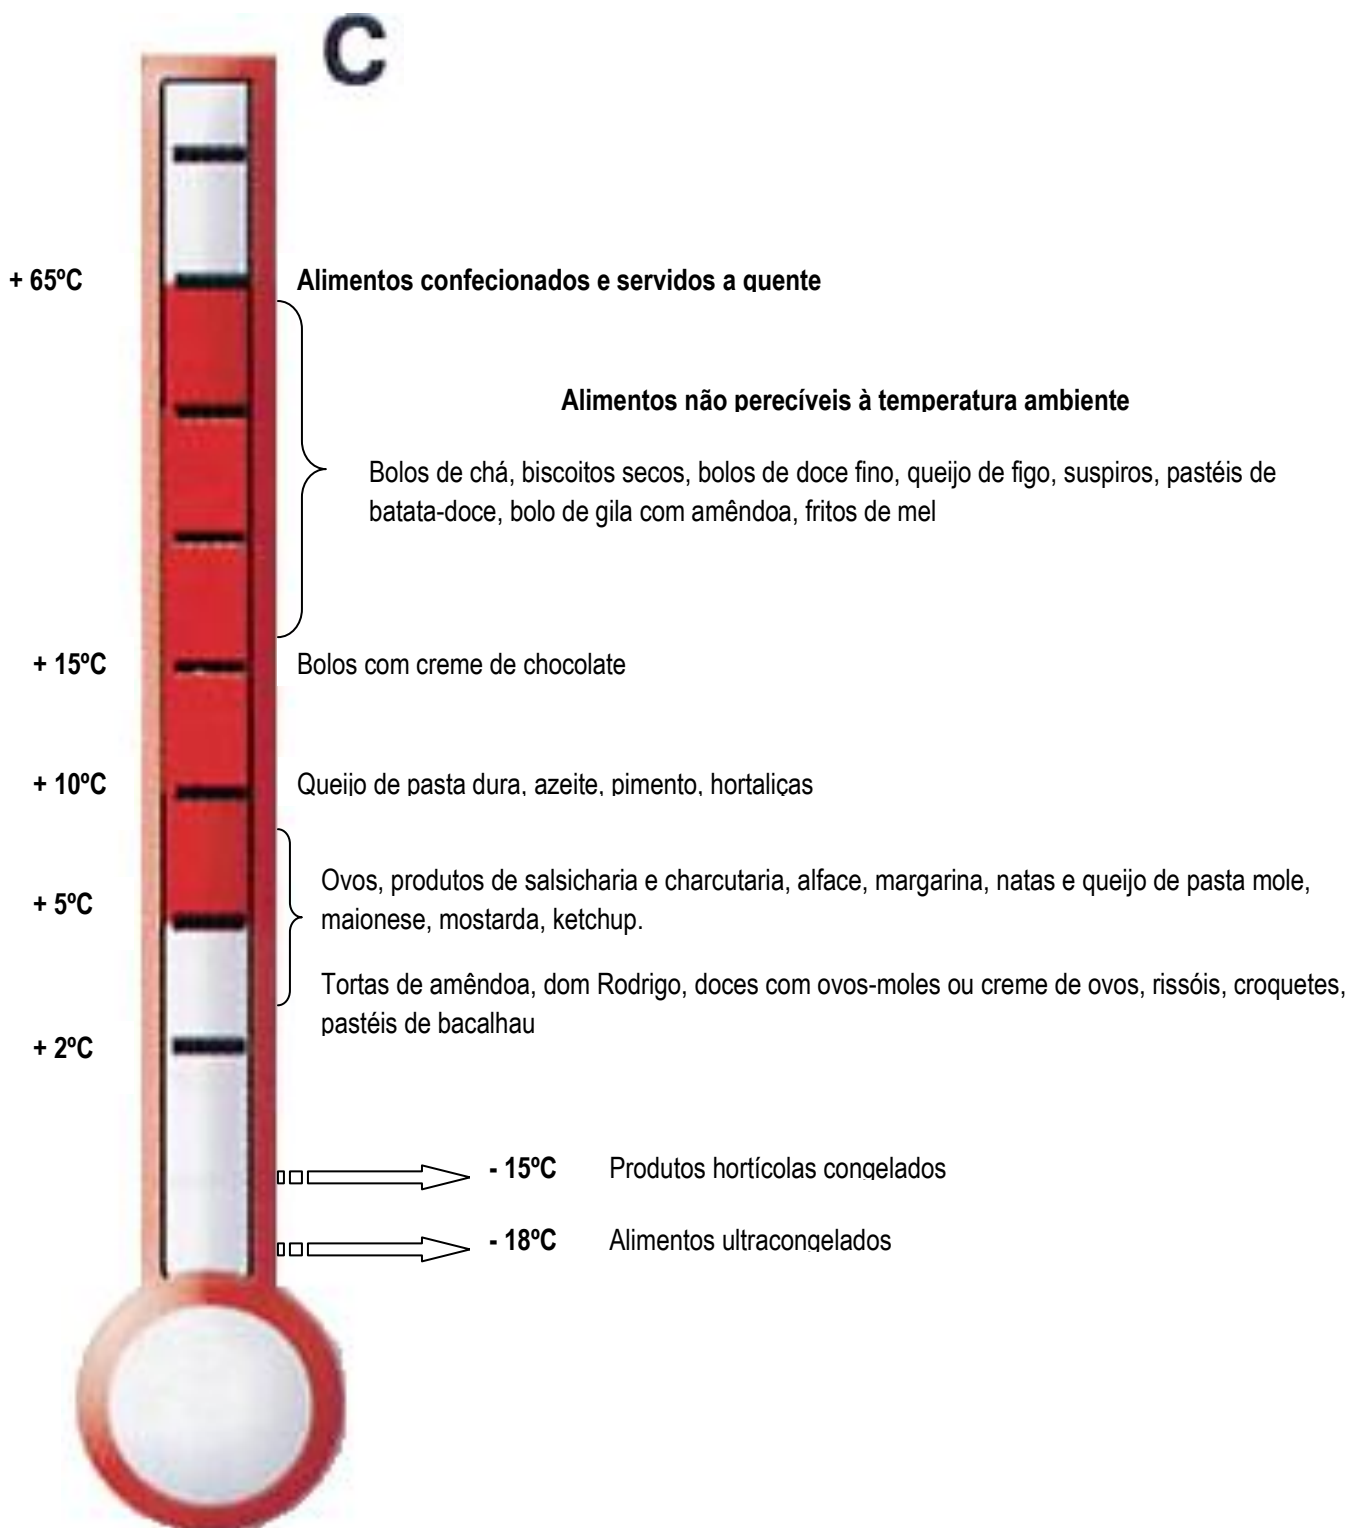 C
+ 65ºC Alimentos confecionados e servidos a quente
Alimentos não perecíveis à temperatura ambiente
Bolos de chá, biscoitos secos, bolos de doce fino, queijo de figo, suspiros, pastéis de
batata-doce, bolo de gila com amêndoa, fritos de mel
+ 15ºC Bolos com creme de chocolate
+ 10ºC Queijo de pasta dura, azeite, pimento, hortaliças
+ 5ºC
Ovos, produtos de salsicharia e charcutaria, alface, margarina, natas e queijo de pasta mole,
maionese, mostarda, ketchup.
Tortas de amêndoa, dom Rodrigo, doces com ovos-moles ou creme de ovos, rissóis, croquetes,
pastéis de bacalhau
+ 2ºC
- 15ºC Produtos hortícolas congelados
- 18ºC Alimentos ultracongelados